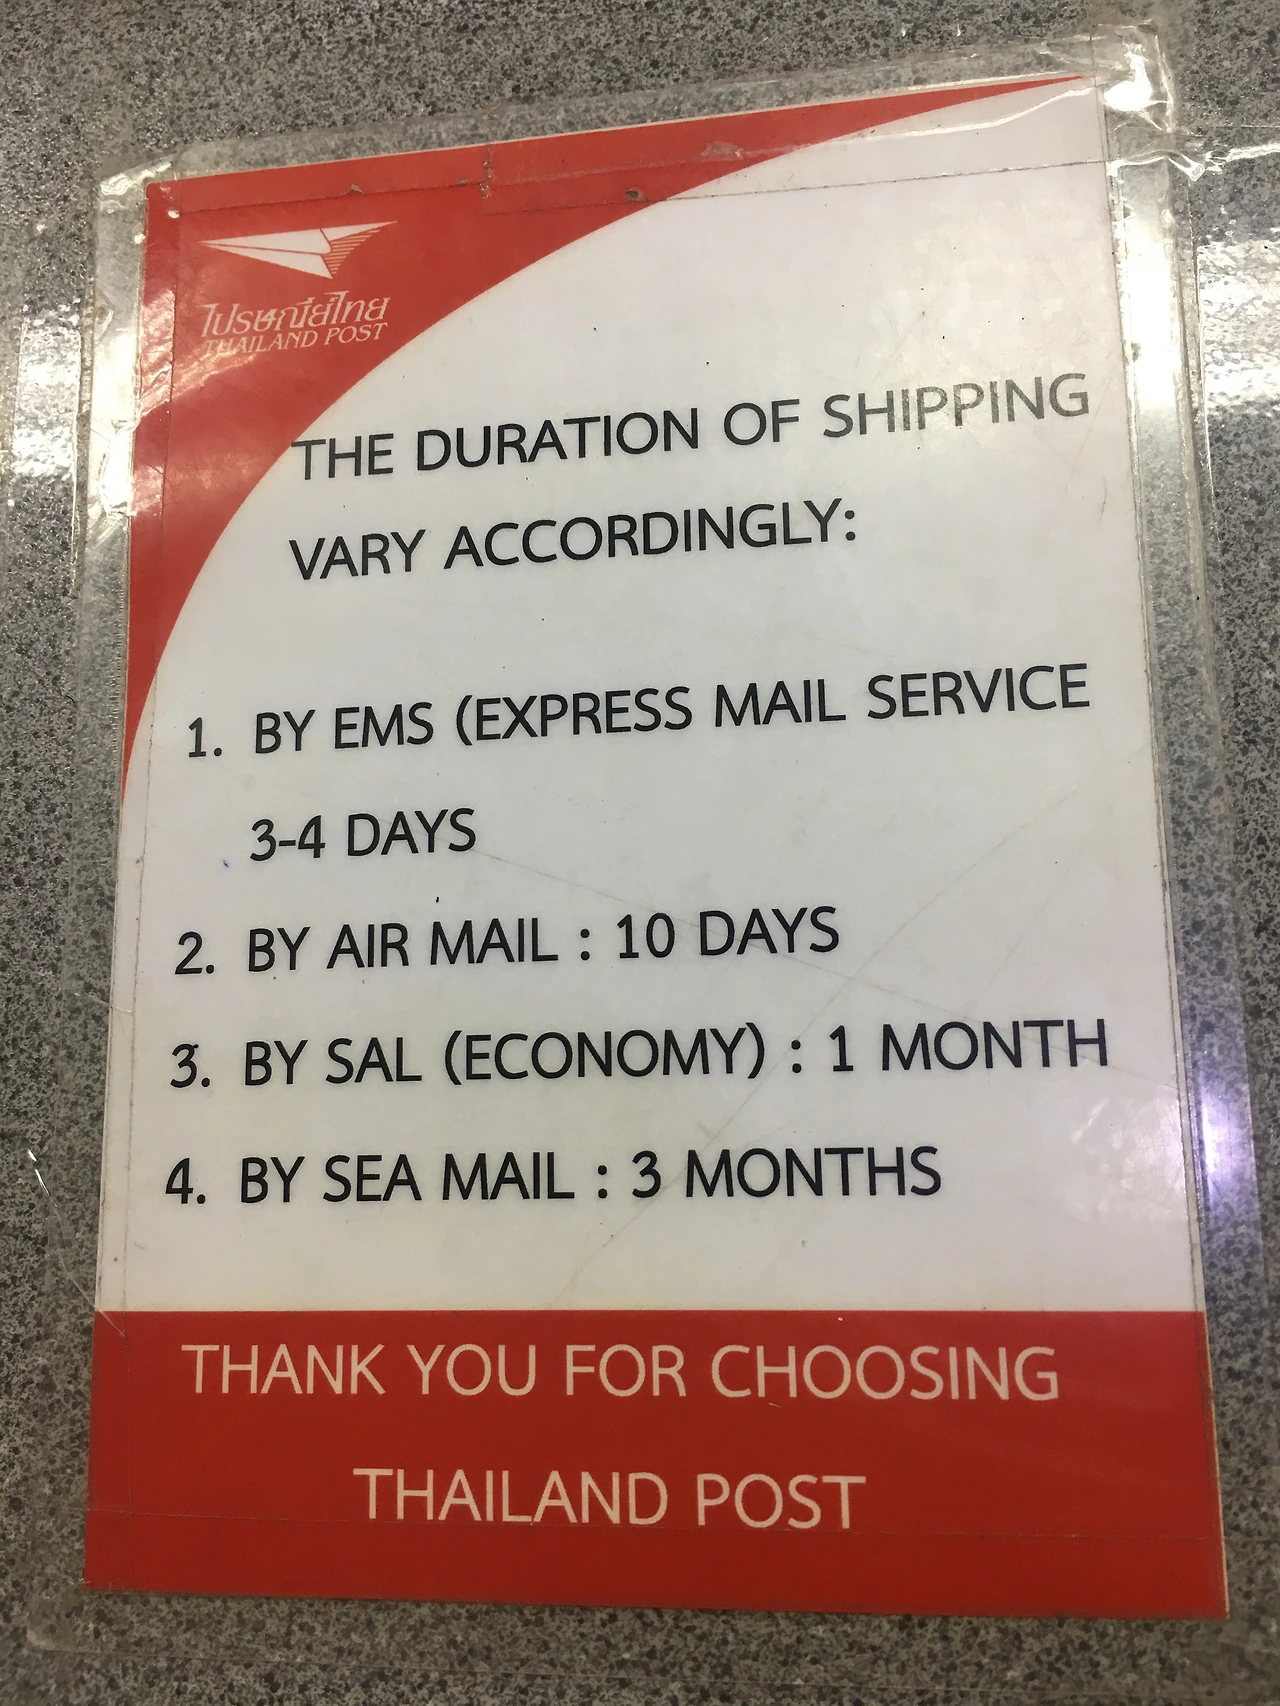 ไปรษณีย์ไทย
THAILAND POST
THE DURATION OF SHIPPING
VARY ACCORDINGLY:
1. BY EMS (EXPRESS MAIL SERVICE
3-4 DAYS
2. BY AIR MAIL : 10 DAYS
3. BY SAL (ECONOMY) : 1 MONTH
4. BY SEA MAIL : 3 MONTHS
THANK YOU FOR CHOOSING
THAILAND POST